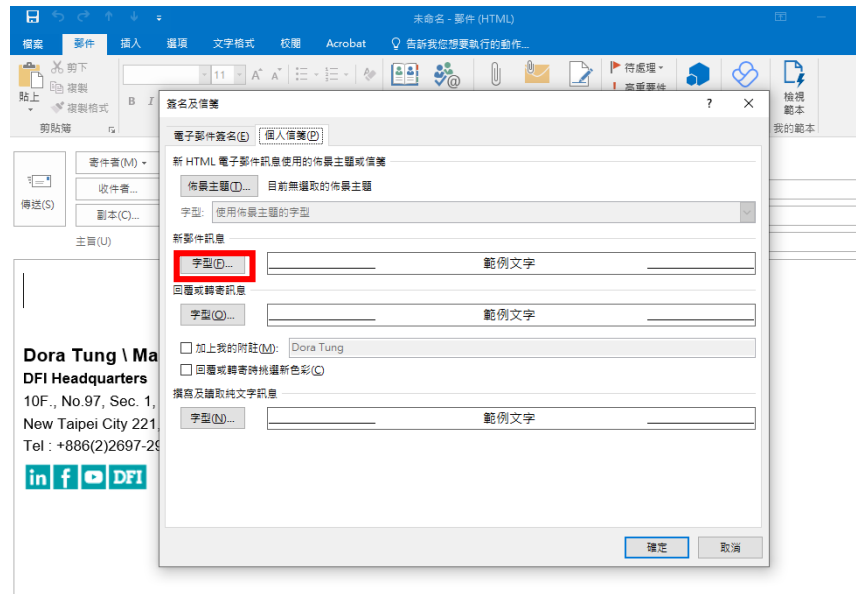 未命名 - 郵件 (HTML)
檔案 郵件 插入 選項 文字格式 校閱 Acrobat 告訴我您想要執行的動作...
貼上 剪下 複製 複製格式
剪貼簿
11 A A
B I
待處理
高重要性
檢視範本
我的範本
傳送(S)
寄件者(M)
收件者...
副本(C)...
主旨(U)
Dora Tung \ Ma
DFI Headquarters
10F., No.97, Sec. 1,
New Taipei City 221,
Tel : +886(2)2697-29
in f DFI
簽名及信箋 ? ×
電子郵件簽名(E) 個人信箋(P)
新 HTML 電子郵件訊息使用的佈景主題或信箋
佈景主題(T)... 目前無選取的佈景主題
字型: 使用佈景主題的字型
新郵件訊息
字型(F)... 範例文字
回覆或轉寄訊息
字型(O)... 範例文字
加上我的附註(M): Dora Tung
回覆或轉寄時挑選新色彩(C)
撰寫及讀取純文字訊息
字型(N)... 範例文字
確定 取消